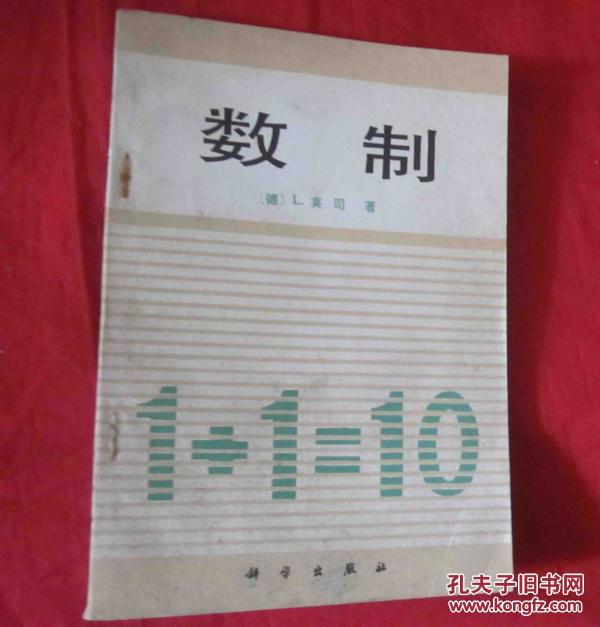 数 制
〔德〕L.莫司 著
1+1=10
科学出版社
孔夫子旧书网
www.kongfz.com